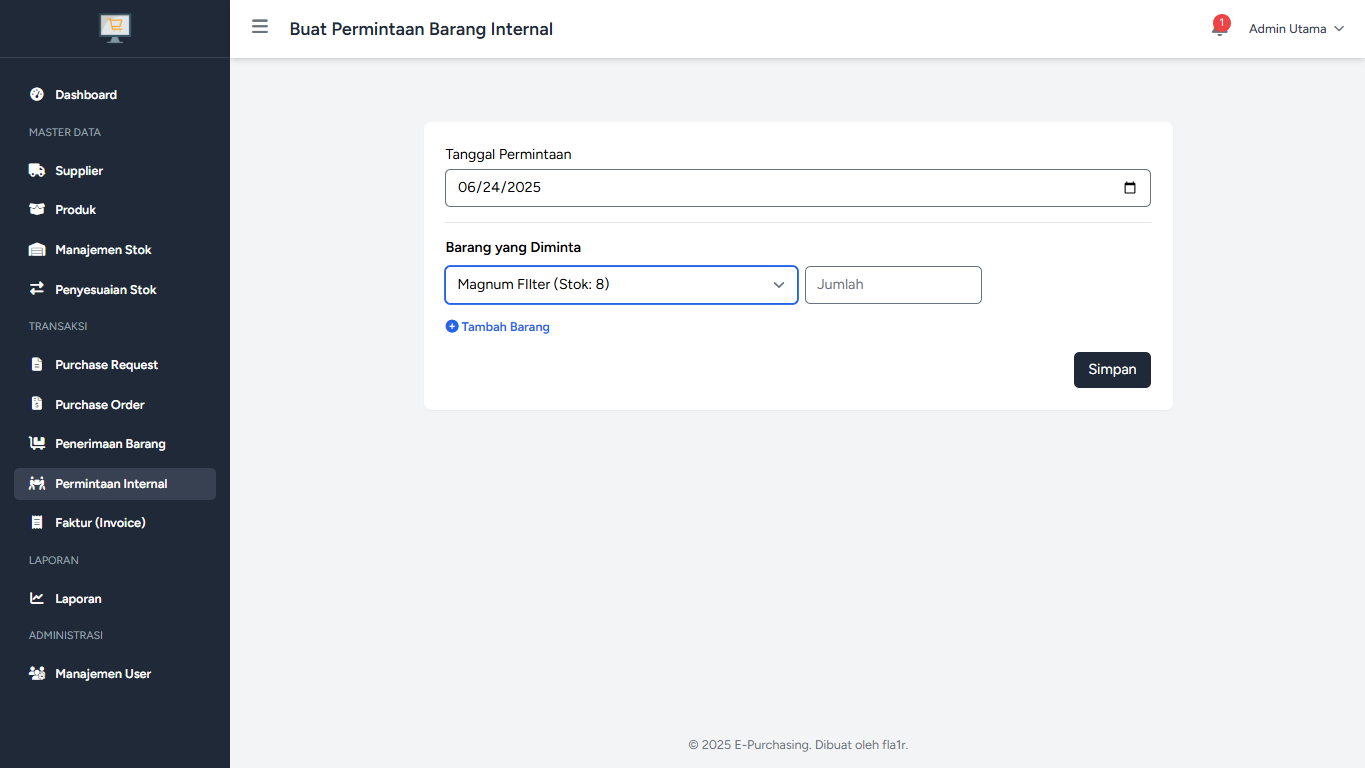 Buat Permintaan Barang Internal
1
Admin Utama
Dashboard
MASTER DATA
Supplier
Produk
Manajemen Stok
Penyesuaian Stok
TRANSAKSI
Purchase Request
Purchase Order
Penerimaan Barang
Permintaan Internal
Faktur (Invoice)
LAPORAN
Laporan
ADMINISTRASI
Manajemen User
Tanggal Permintaan
06/24/2025
Barang yang Diminta
Magnum FIlter (Stok: 8)
Jumlah
Tambah Barang
Simpan
© 2025 E-Purchasing. Dibuat oleh fla1r.